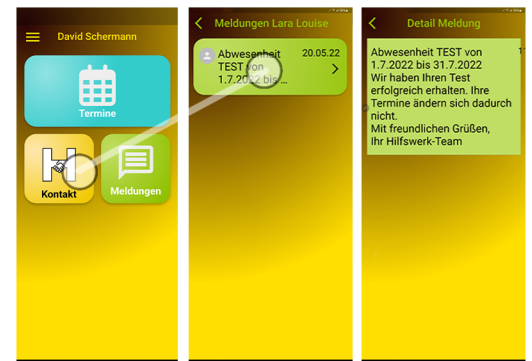 David Schermann
Termine
Kontakt
Meldungen
Meldungen Lara Louise
Abwesenheit
TEST von
1.7.2022 bis ...
20.05.22
Detail Meldung
Abwesenheit TEST von
1.7.2022 bis 31.7.2022
Wir haben Ihren Test
erfolgreich erhalten. Ihre
Termine ändern sich dadurch
nicht.
Mit freundlichen Grüßen,
Ihr Hilfswerk-Team